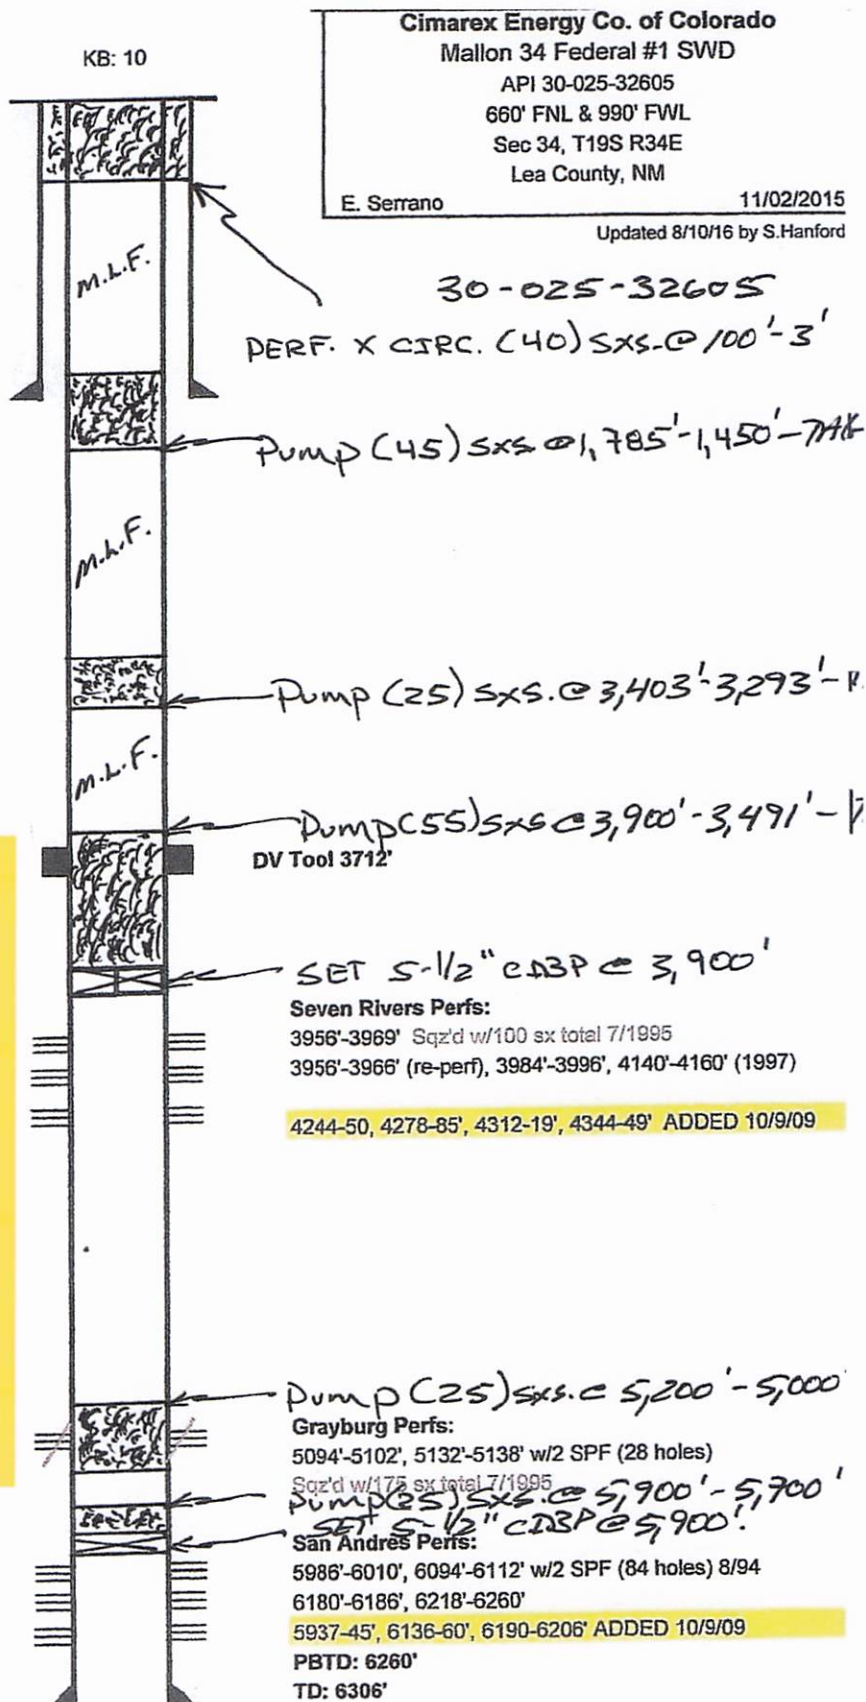 KB: 10
Cimarex Energy Co. of Colorado
Mallon 34 Federal #1 SWD
API 30-025-32605
660' FNL & 990' FWL
Sec 34, T19S R34E
Lea County, NM
E. Serrano 11/02/2015
Updated 8/10/16 by S.Hanford
30-025-32605
M.L.F.
PERF. X CIRC. (40) SXS.@ 100'-3'
Pump (45) SXS. @1,785'-1,450'-TAG
M.L.F.
Pump (25) SXS.@ 3,403'-3,293'-
M.L.F.
Pump (55) SXS @ 3,900'-3,491'-
DV Tool 3712'
SET 5-1/2" CIBP @ 3,900'
Seven Rivers Perfs:
3956'-3969' Sqz'd w/100 sx total 7/1995
3956'-3966' (re-perf), 3984'-3996', 4140'-4160' (1997)
4244-50, 4278-85', 4312-19', 4344-49' ADDED 10/9/09
Pump (25) SXS. @ 5,200'-5,000
Grayburg Perfs:
5094'-5102', 5132'-5138' w/2 SPF (28 holes)
Sqz'd w/175 sx total 7/1995
Pump (25) SXS. @ 5,900'-5,700'
SET 5-1/2" CIBP @ 5,900'.
San Andres Perfs:
5986'-6010', 6094'-6112' w/2 SPF (84 holes) 8/94
6180'-6186', 6218'-6260'
5937-45', 6136-60', 6190-6206' ADDED 10/9/09
PBTD: 6260'
TD: 6306'